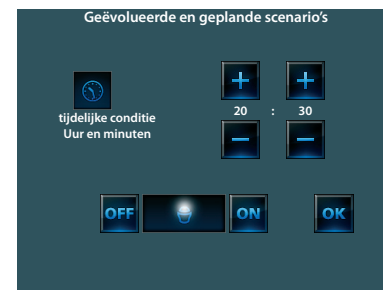 Geëvolueerde en geplande scenario's
tijdelijke conditie
Uur en minuten
20 : 30
OFF ON OK